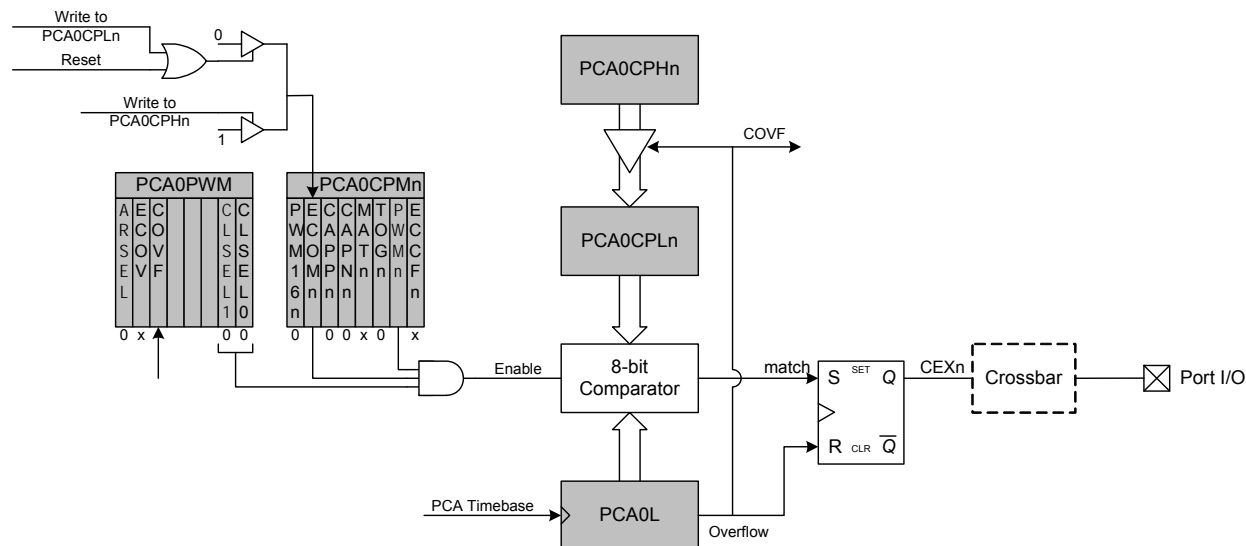 Write to
PCA0CPLn
Reset
0
Write to
PCA0CPHn
1
PCA0CPHn
COVF
PCA0PWM
ARSEL
ECOV
COVF
CLSEL1
CLSEL0
0 x 0 0
PCA0CPMn
PWM16n
ECOMn
CAPPn
CAPNn
MATn
TOGn
PWMn
ECCFn
0 0 0 x 0 x
PCA0CPLn
Enable
8-bit
Comparator
match
S SET Q
R CLR Q
CEXn
Crossbar
Port I/O
PCA Timebase
PCA0L
Overflow